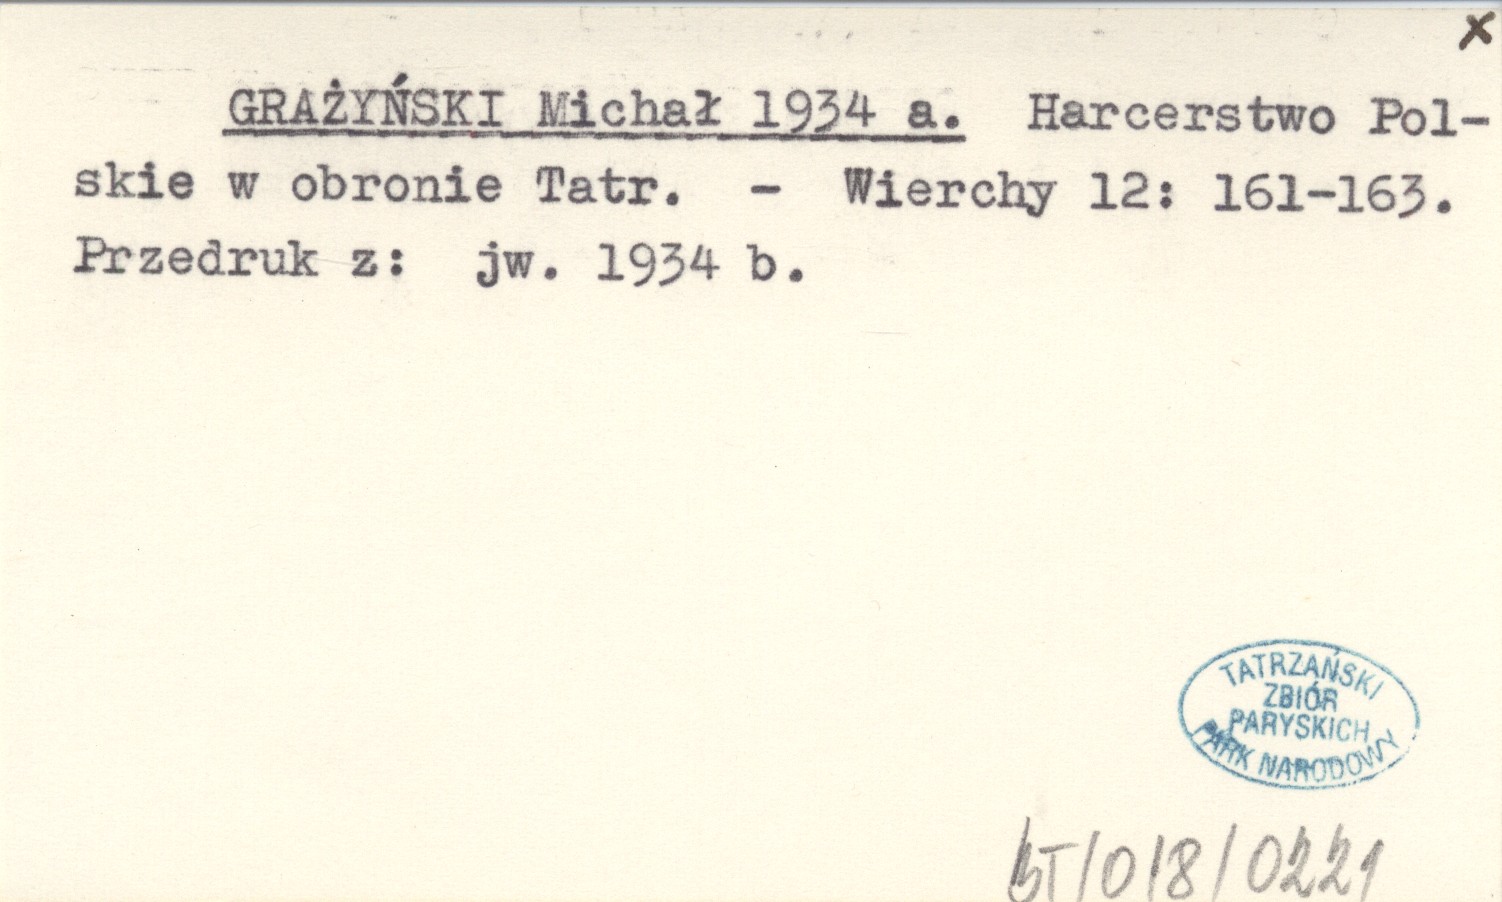 x
GRAŻYŃSKI Michał 1934 a. Harcerstwo Pol-
skie w obronie Tatr. - Wierchy 12: 161-163.
Przedruk z: jw. 1934 b.
TATRZAŃSKI
ZBIÓR
PARYSKICH
PARK NARODOWY
BT/018/0221